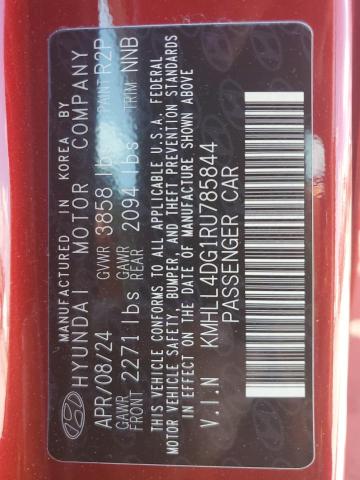 MANUFACTURED IN KOREA BY
HYUNDAI MOTOR COMPANY
APR/08/24 GVWR 3858 lbs PAINT R2P
GAWR FRONT 2271 lbs GAWR REAR 2094 lbs TRIM NNB
THIS VEHICLE CONFORMS TO ALL APPLICABLE U.S.A. FEDERAL
MOTOR VEHICLE SAFETY, BUMPER, AND THEFT PREVENTION STANDARDS
IN EFFECT ON THE DATE OF MANUFACTURE SHOWN ABOVE
V.I.N KMHLL4DG1RU785844
PASSENGER CAR